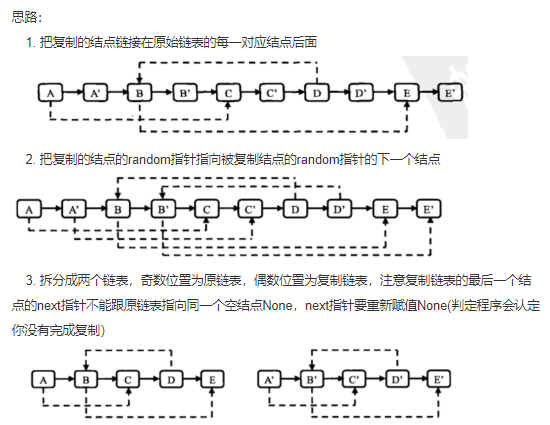 思路：
1. 把复制的结点链接在原始链表的每一对应结点后面
A A' B B' C C' D D' E E'
2. 把复制的结点的random指针指向被复制结点的random指针的下一个结点
A A' B B' C C' D D' E E'
3. 拆分成两个链表，奇数位置为原链表，偶数位置为复制链表，注意复制链表的最后一个结
点的next指针不能跟原链表指向同一个空结点None，next指针要重新赋值None(判定程序会认定
你没有完成复制)
A B C D E A' B' C' D' E'